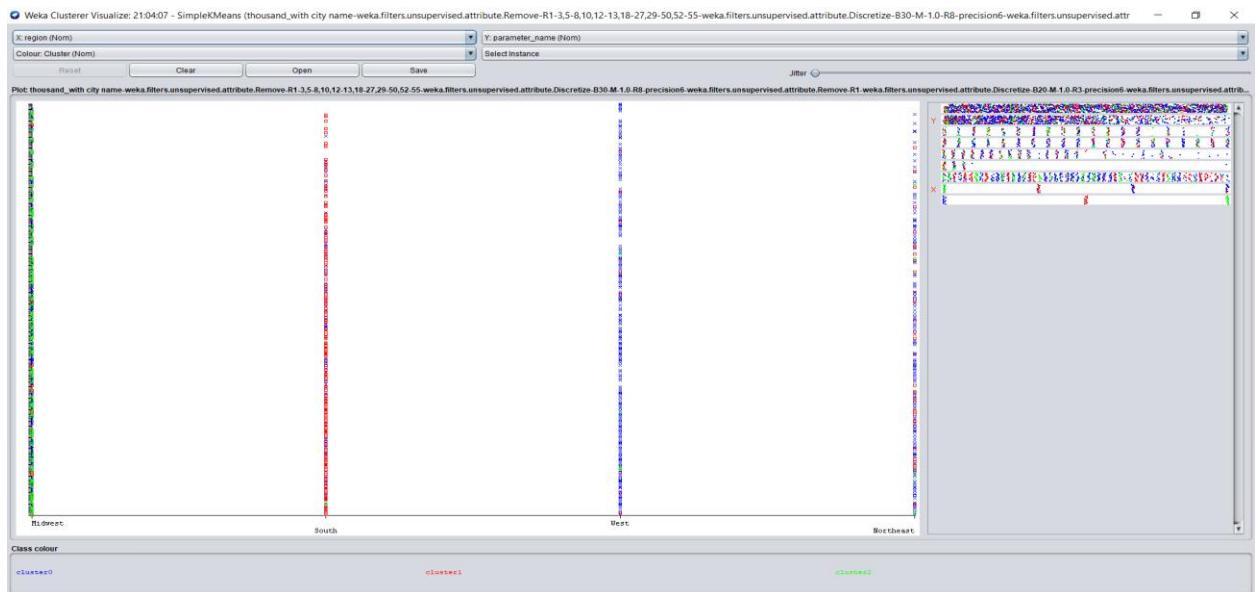 Weka Clusterer Visualize: 21:04:07 - SimpleKMeans (thousand_with city name-weka.filters.unsupervised.attribute.Remove-R1-3,5-8,10,12-13,18-27,29-50,52-55-weka.filters.unsupervised.attribute.Discretize-B30-M-1.0-R8-precision6-weka.filters.unsupervised.attr
X: region (Nom) Y: parameter_name (Nom)
Colour: Cluster (Nom) Select Instance
Reset Clear Open Save Jitter
Plot: thousand_with city name-weka.filters.unsupervised.attribute.Remove-R1-3,5-8,10,12-13,18-27,29-50,52-55-weka.filters.unsupervised.attribute.Discretize-B30-M-1.0-R8-precision6-weka.filters.unsupervised.attribute.Remove-R1-weka.filters.unsupervised.attribute.Discretize-B20-M-1.0-R3-precision6-weka.filters.unsupervised.attrib...
Y
X
Midwest South West Northeast
Class colour
cluster0 cluster1 cluster2